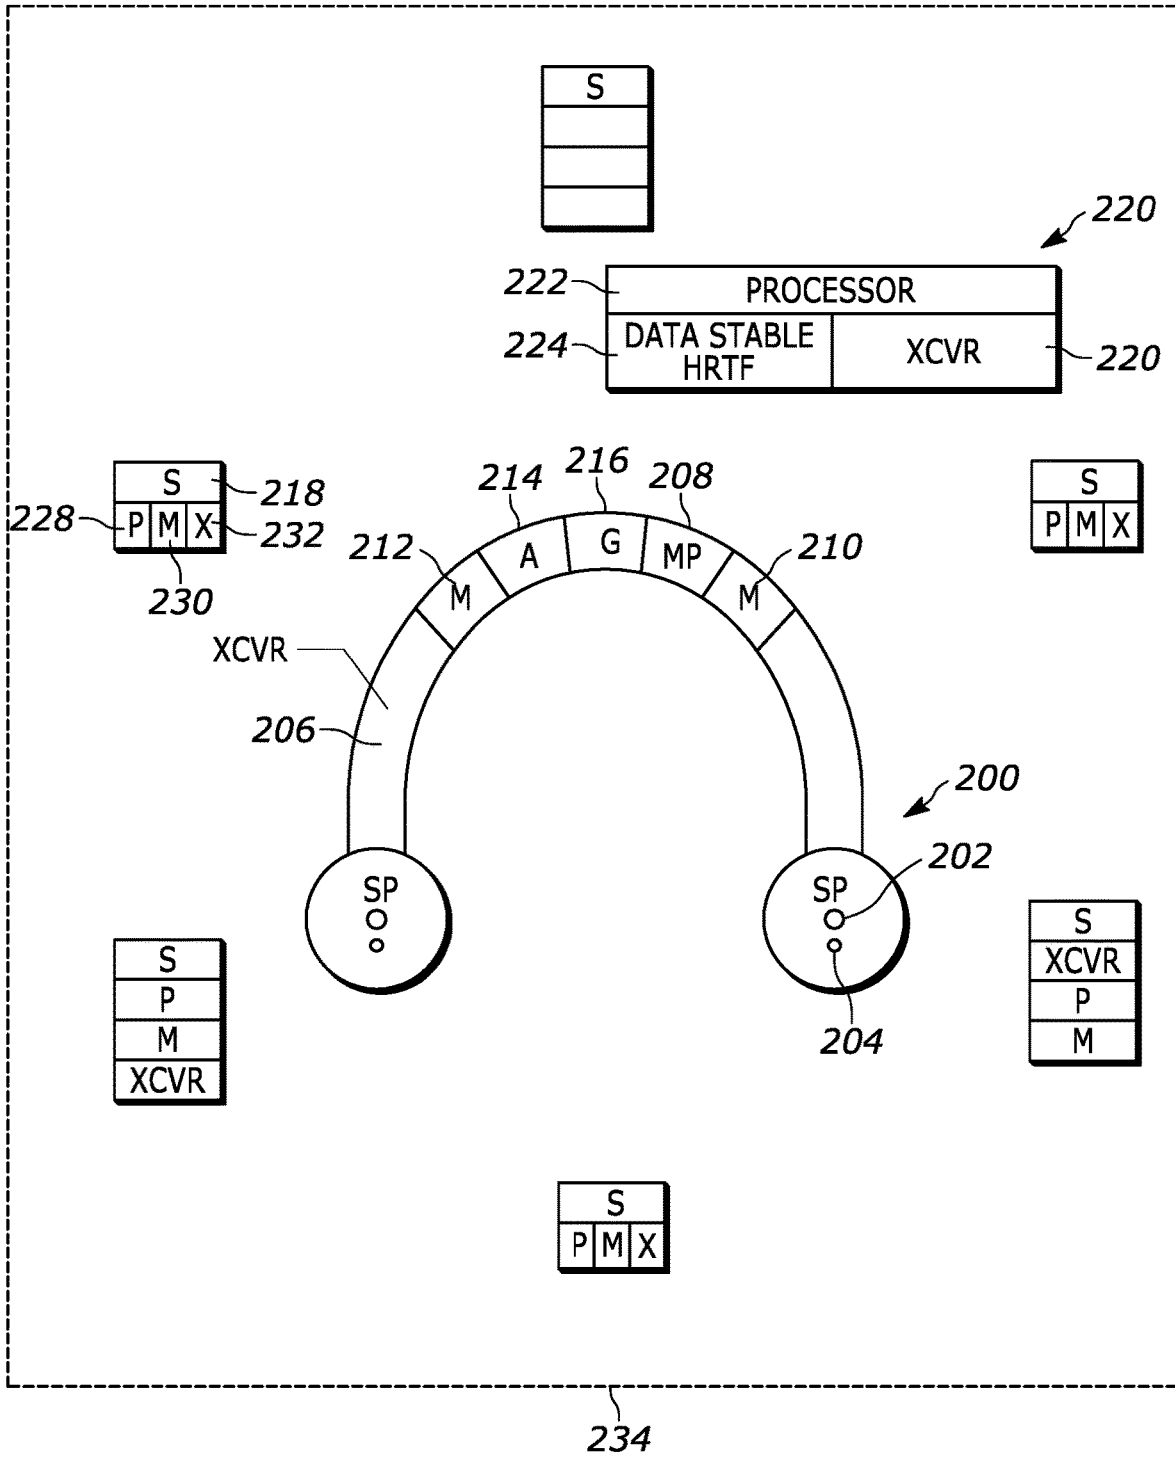 S
220
222
PROCESSOR
224
DATA STABLE
HRTF
XCVR
220
S
218
228
P M X
232
230
214
216
208
212
A
G
MP
210
M
M
S
P M X
XCVR
206
200
202
SP
SP
204
S
P
M
XCVR
S
XCVR
P
M
S
P M X
234